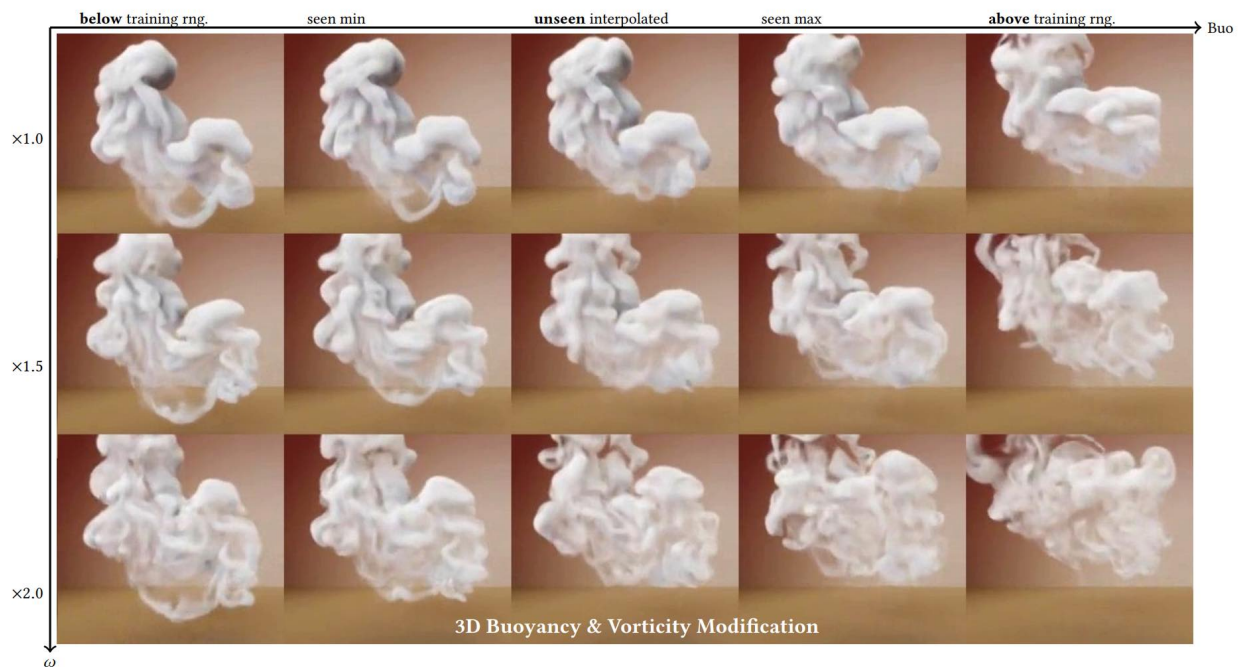 below training rng.
seen min
unseen interpolated
seen max
above training rng.
Buo
×1.0
×1.5
×2.0
3D Buoyancy & Vorticity Modification
ω